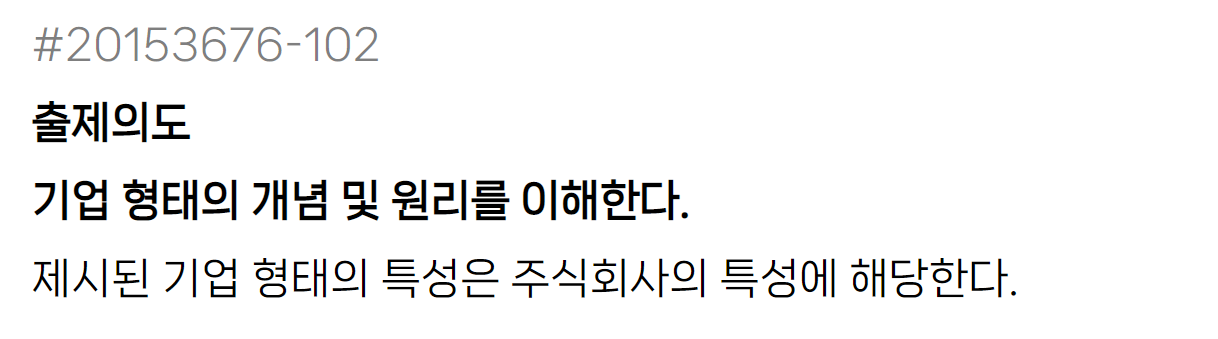 #20153676-102
출제의도
기업 형태의 개념 및 원리를 이해한다.
제시된 기업 형태의 특성은 주식회사의 특성에 해당한다.